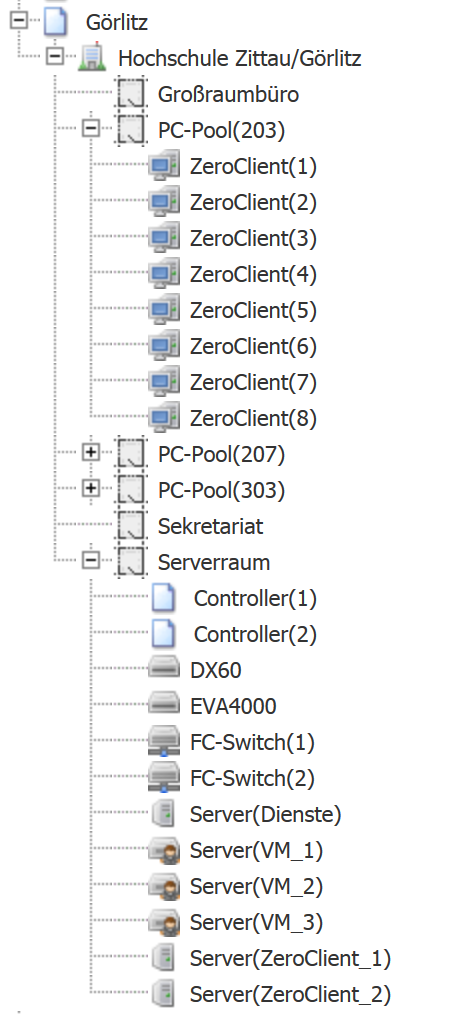 Görlitz
Hochschule Zittau/Görlitz
Großraumbüro
PC-Pool(203)
ZeroClient(1)
ZeroClient(2)
ZeroClient(3)
ZeroClient(4)
ZeroClient(5)
ZeroClient(6)
ZeroClient(7)
ZeroClient(8)
PC-Pool(207)
PC-Pool(303)
Sekretariat
Serverraum
Controller(1)
Controller(2)
DX60
EVA4000
FC-Switch(1)
FC-Switch(2)
Server(Dienste)
Server(VM_1)
Server(VM_2)
Server(VM_3)
Server(ZeroClient_1)
Server(ZeroClient_2)